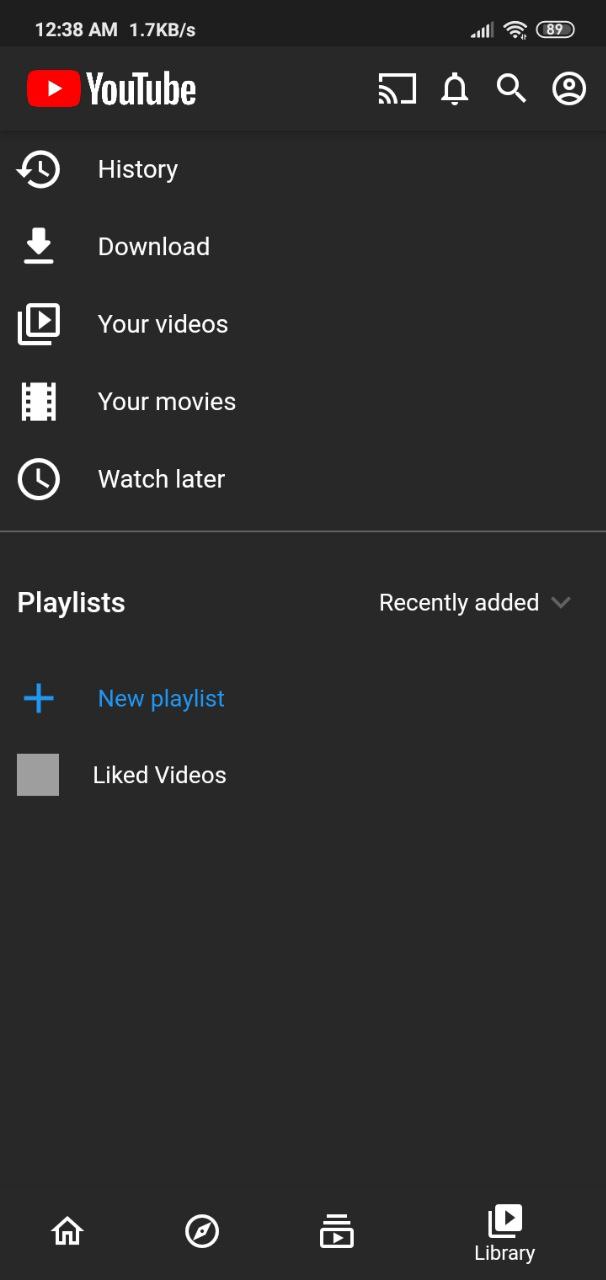 12:38 AM 1.7KB/s 89
YouTube
History
Download
Your videos
Your movies
Watch later
Playlists Recently added
New playlist
Liked Videos
Library